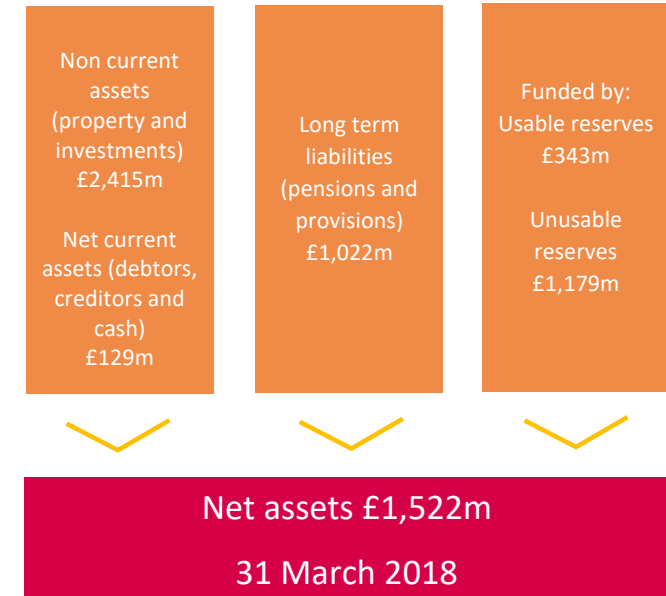 Non current
assets
(property and
investments)
£2,415m
Net current
assets (debtors,
creditors and
cash)
£129m
Long term
liabilities
(pensions and
provisions)
£1,022m
Funded by:
Usable reserves
£343m
Unusable
reserves
£1,179m
Net assets £1,522m
31 March 2018